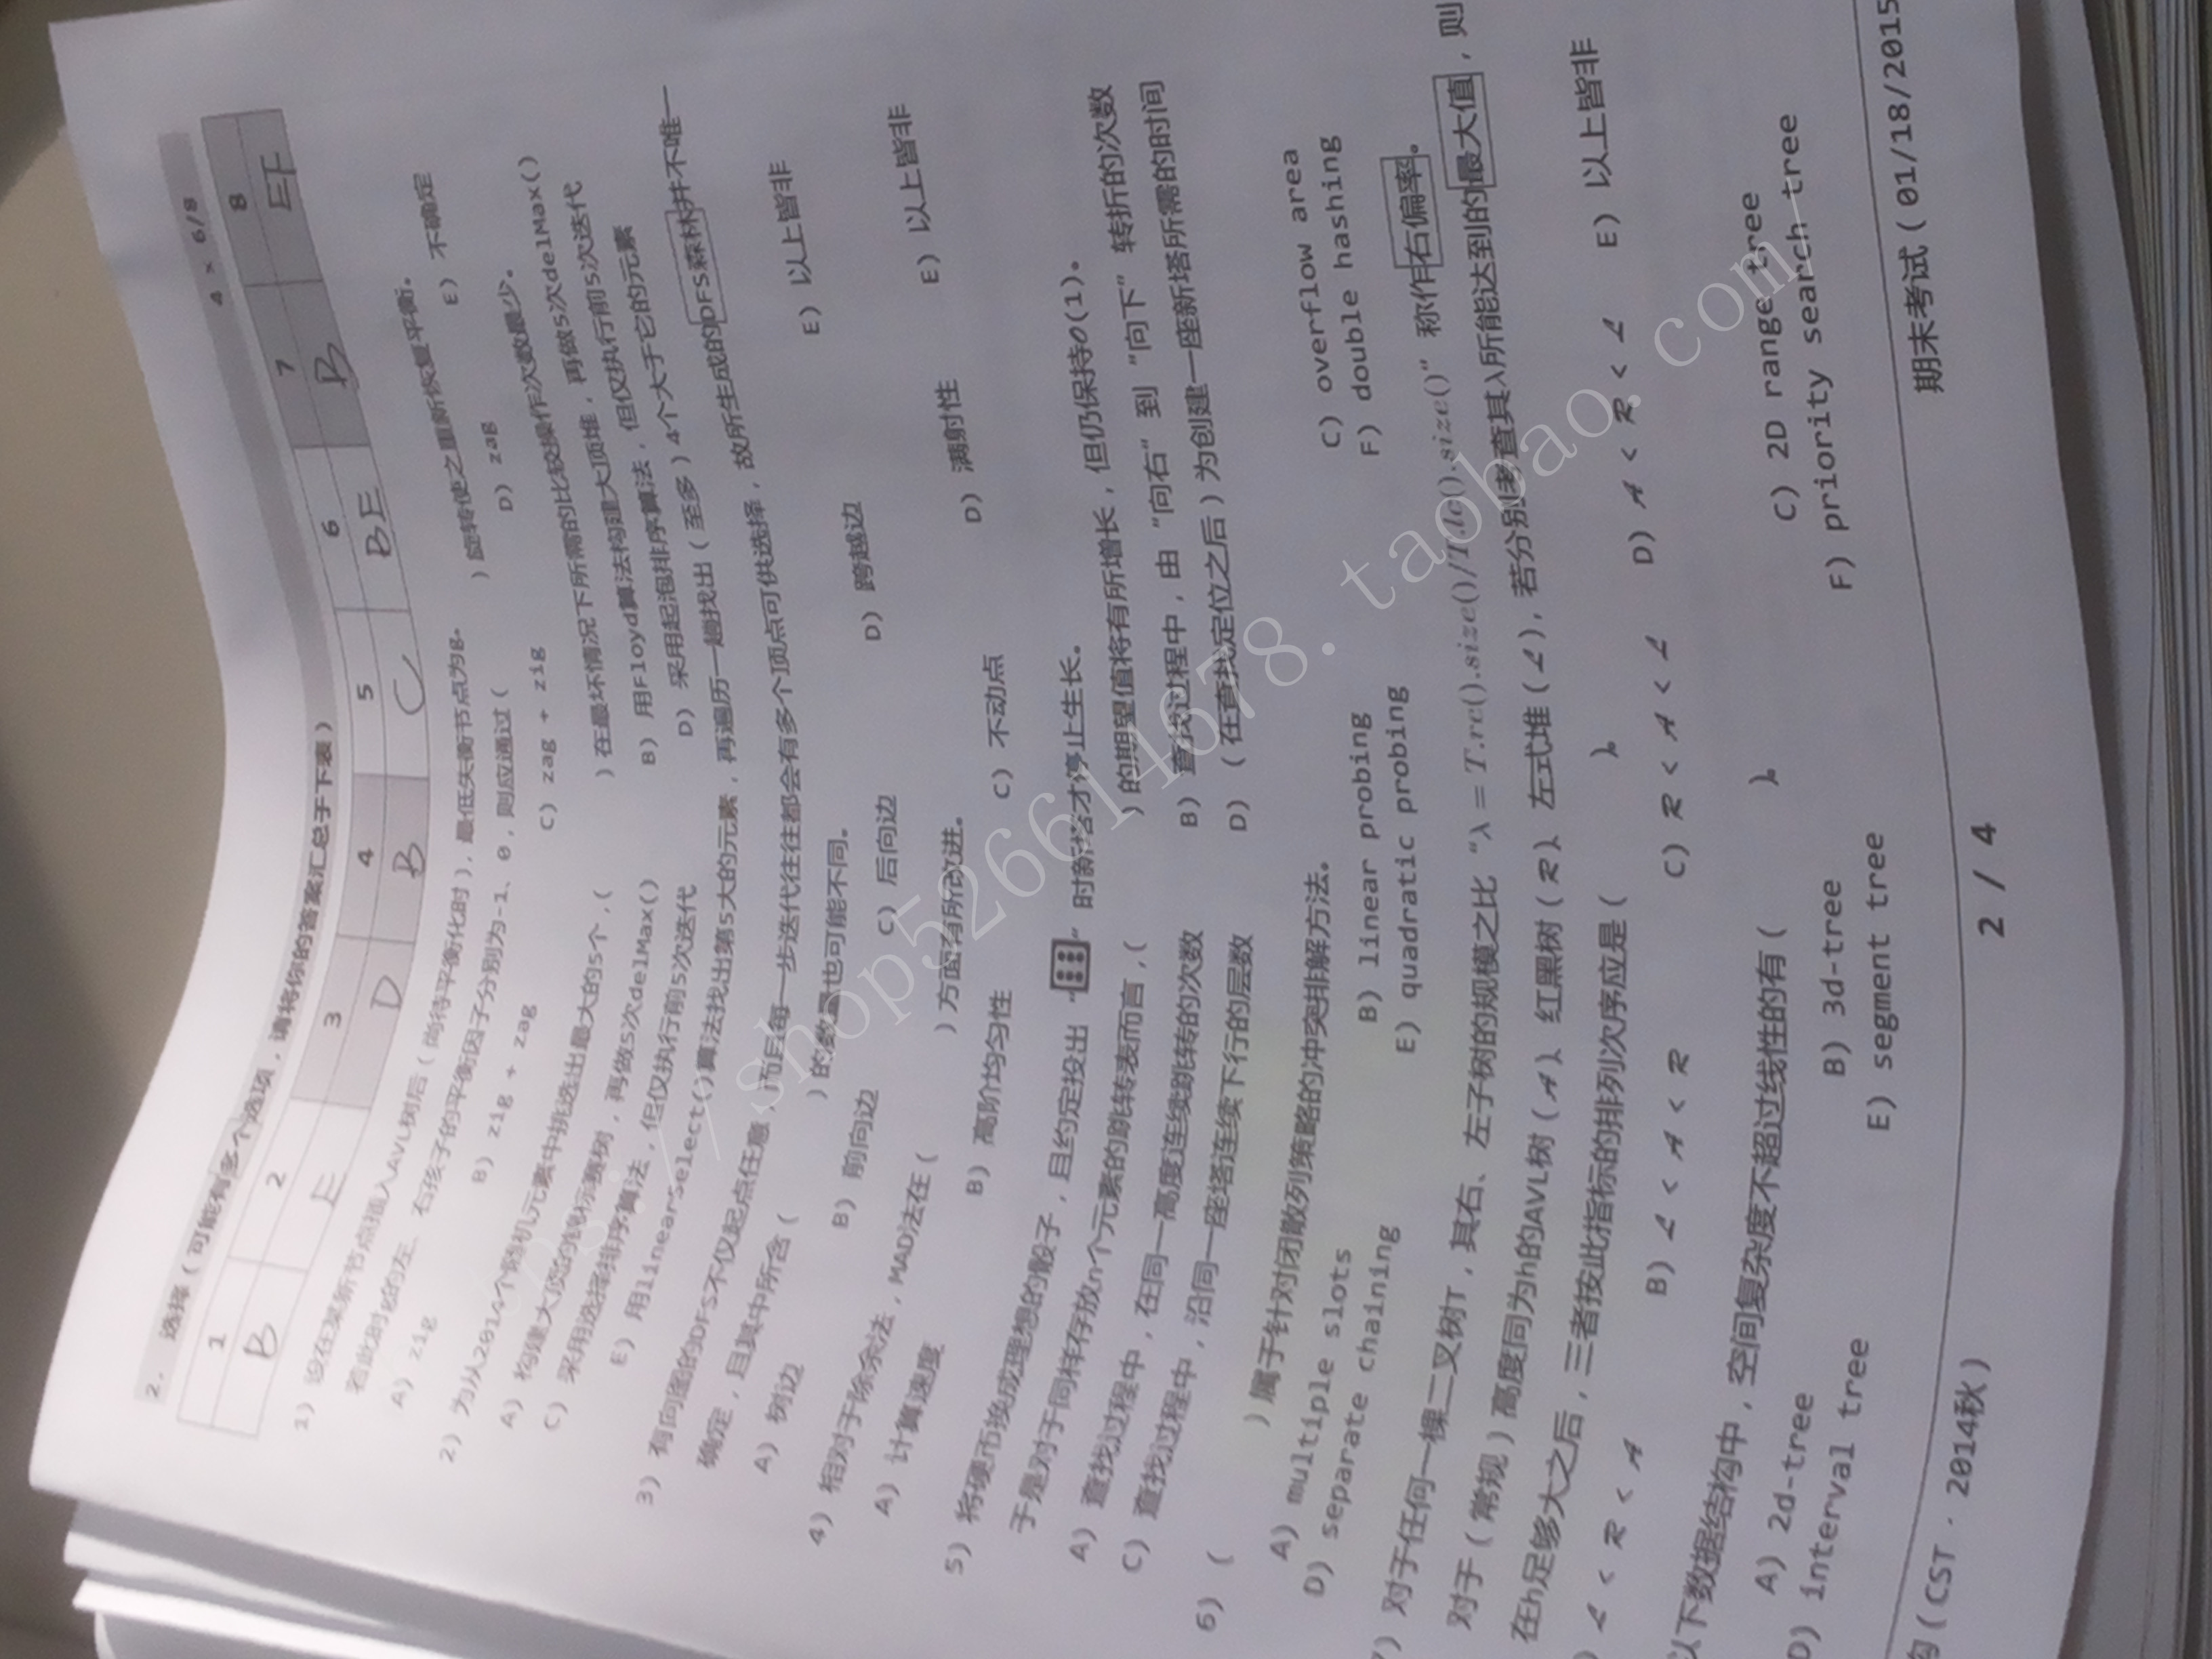 2. 选择（可能有多个选项，请将你的答案汇总于下表） 4 × 6/8
1 2 3 4 5 6 7 8
B E D B C BE B EF
1) 设在某新节点插入AVL树后（尚待平衡化时），最低失衡节点为g。
若此时g的左、右孩子的平衡因子分别为-1、0，则应通过（ ）旋转使之重新恢复平衡。
A) zig B) zig + zag C) zag + zig D) zag E) 不确定
2) 为从2014个随机元素中挑选出最大的5个，（ ）在最坏情况下所需的比较操作次数最少。
A) 构建大顶的锦标赛树，再做5次delMax() B) 用Floyd算法构建大顶堆，再做5次delMax()
C) 采用选择排序算法，但仅执行前5次迭代 D) 采用起泡排序算法，但仅执行前5次迭代
E) 用linearSelect()算法找出第5大的元素，再遍历一趟找出（至多）4个大于它的元素
3) 有向图的DFS不仅起点任意，而且每一步迭代往往都会有多个顶点可供选择，故所生成的DFS森林并不唯一
确定，且其中所含（ ）的数量也可能不同。
A) 树边 B) 前向边 C) 后向边 D) 跨越边 E) 以上皆非
4) 相对于除余法，MAD法在（ ）方面有所改进。
A) 计算速度 B) 高阶均匀性 C) 不动点 D) 满射性 E) 以上皆非
5) 将硬币换成理想的骰子，且约定投出“⚅”时新塔才停止生长。
于是对于同样存放n个元素的跳转表而言，（ ）的期望值将有所增长，但仍保持O(1)。
A) 查找过程中，在同一高度连续跳转的次数 B) 查找过程中，由“向右”到“向下”转折的次数
C) 查找过程中，沿同一座塔连续下行的层数 D) （在查找定位之后）为创建一座新塔所需的时间
6) （ ）属于针对闭散列策略的冲突排解方法。
A) multiple slots B) linear probing C) overflow area
D) separate chaining E) quadratic probing F) double hashing
) 对于任何一棵二叉树T，其右、左子树的规模之比“λ = T.rc().size()/T.lc().size()”称作右偏率。
对于（常规）高度同为h的AVL树（A）、红黑树（R）、左式堆（L），若分别考查其λ所能达到的最大值，则
在h足够大之后，三者按此指标的排列次序应是（ ）。
) L < R < A B) L < A < R C) R < A < L D) A < R < L E) 以上皆非
以下数据结构中，空间复杂度不超过线性的有（ ）。
A) 2d-tree B) 3d-tree C) 2D range tree
D) interval tree E) segment tree F) priority search tree
构（CST，2014秋） 2 / 4 期末考试（01/18/2015
shop526614678.taobao.com